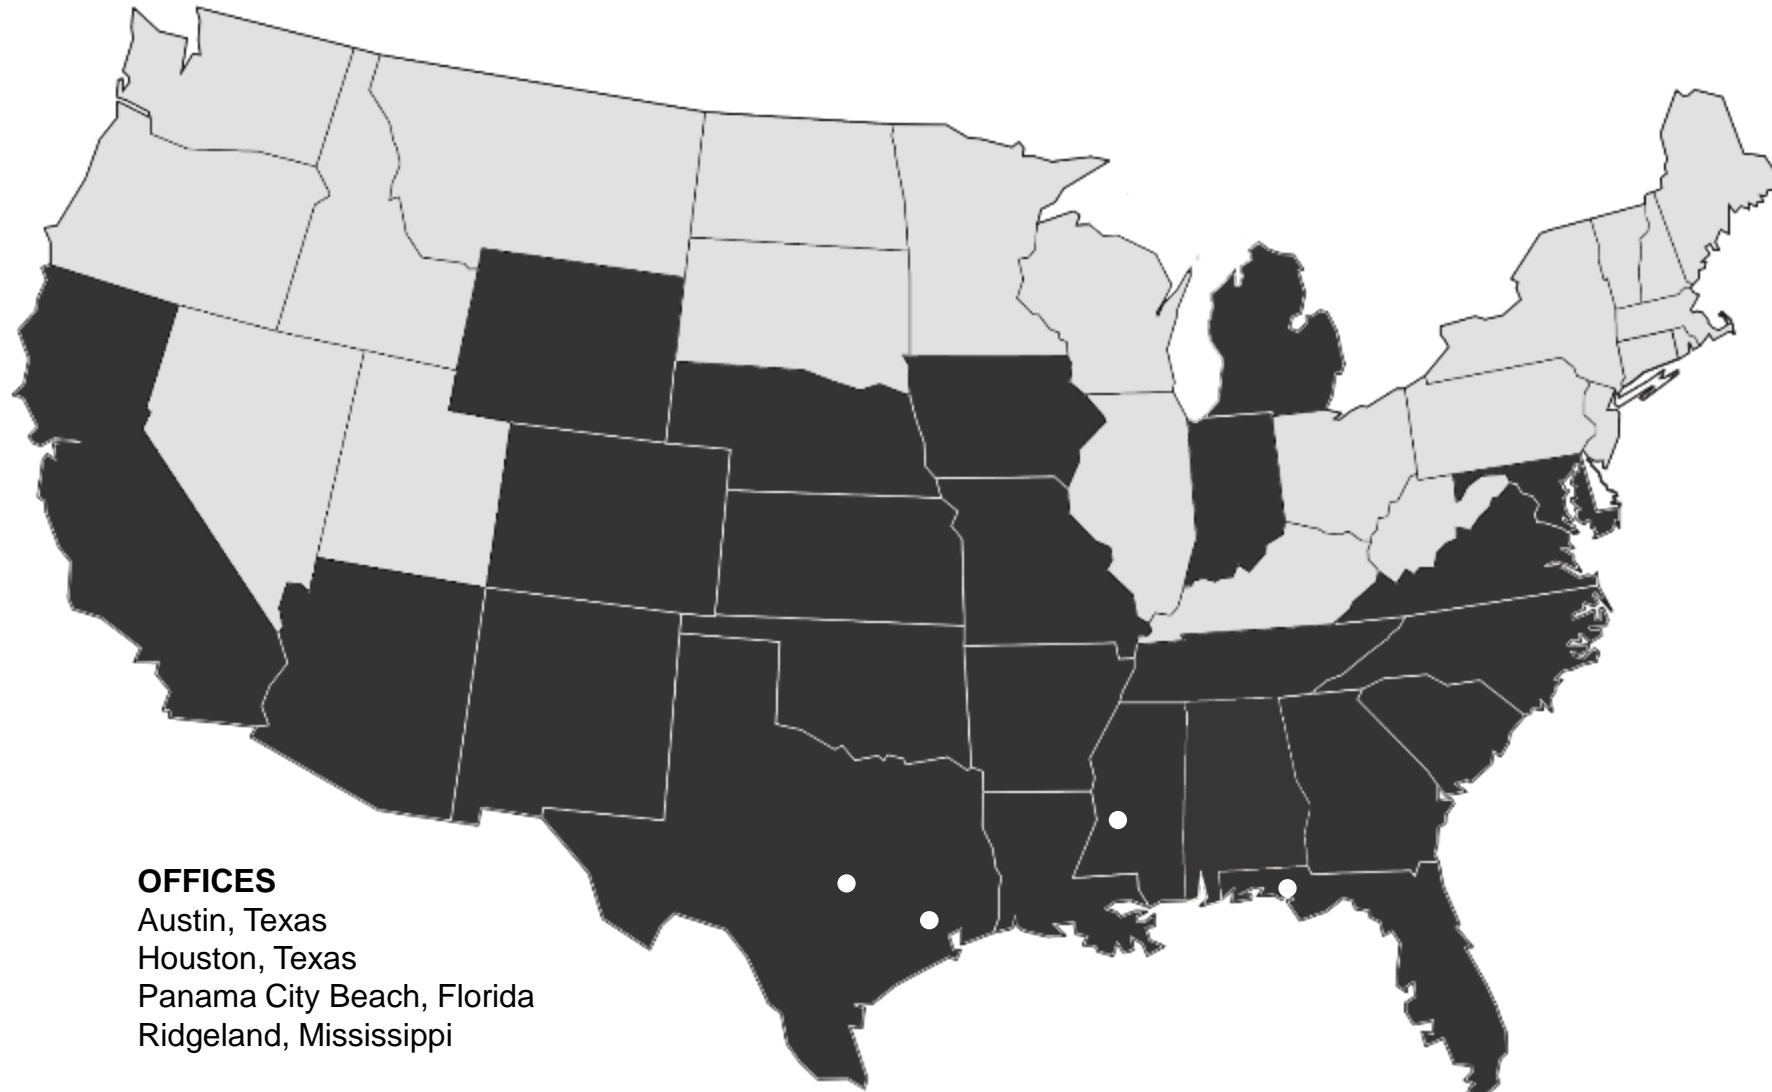 OFFICES
Austin, Texas
Houston, Texas
Panama City Beach, Florida
Ridgeland, Mississippi